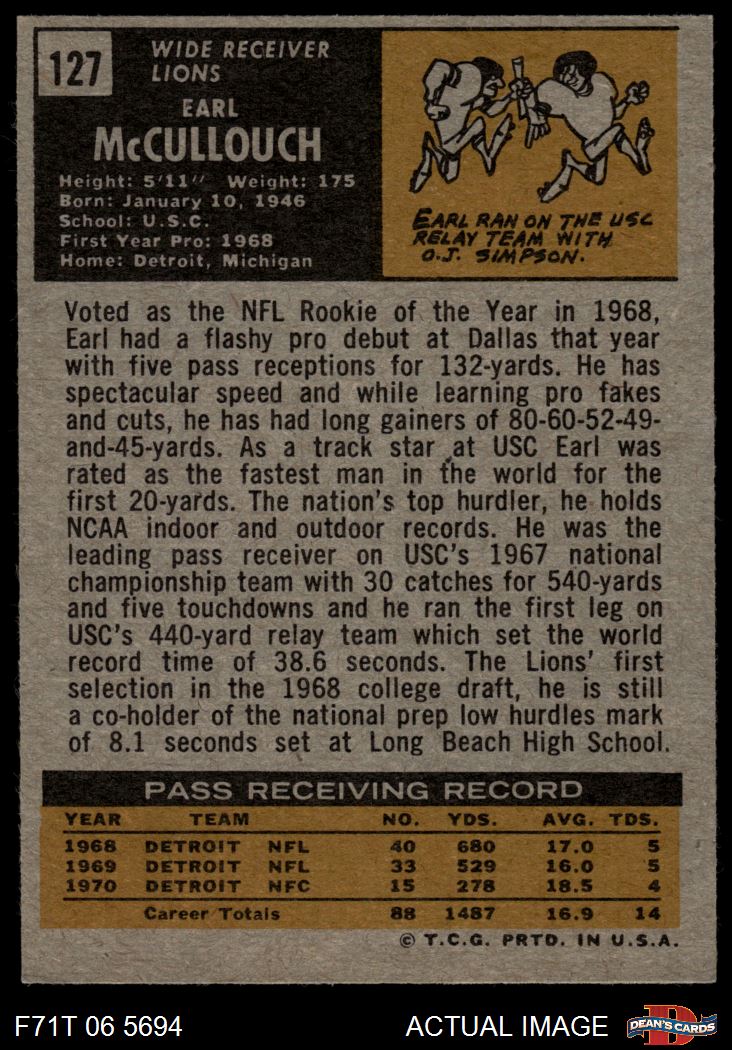 127
WIDE RECEIVER
LIONS
EARL
McCULLOUCH
Height: 5'11" Weight: 175
Born: January 10, 1946
School: U.S.C.
First Year Pro: 1968
Home: Detroit, Michigan
EARL RAN ON THE USC
RELAY TEAM WITH
O.J. SIMPSON.
Voted as the NFL Rookie of the Year in 1968,
Earl had a flashy pro debut at Dallas that year
with five pass receptions for 132-yards. He has
spectacular speed and while learning pro fakes
and cuts, he has had long gainers of 80-60-52-49-
and-45-yards. As a track star at USC Earl was
rated as the fastest man in the world for the
first 20-yards. The nation's top hurdler, he holds
NCAA indoor and outdoor records. He was the
leading pass receiver on USC's 1967 national
championship team with 30 catches for 540-yards
and five touchdowns and he ran the first leg on
USC's 440-yard relay team which set the world
record time of 38.6 seconds. The Lions' first
selection in the 1968 college draft, he is still
a co-holder of the national prep low hurdles mark
of 8.1 seconds set at Long Beach High School.
PASS RECEIVING RECORD
YEAR TEAM NO. YDS. AVG. TDS.
1968 DETROIT NFL 40 680 17.0 5
1969 DETROIT NFL 33 529 16.0 5
1970 DETROIT NFC 15 278 18.5 4
Career Totals 88 1487 16.9 14
© T.C.G. PRTD. IN U.S.A.
F71T 06 5694 ACTUAL IMAGE D DEAN'S CARDS